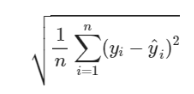 √(1/n ∑_{i=1}^{n} (y_i − ŷ_i)²)